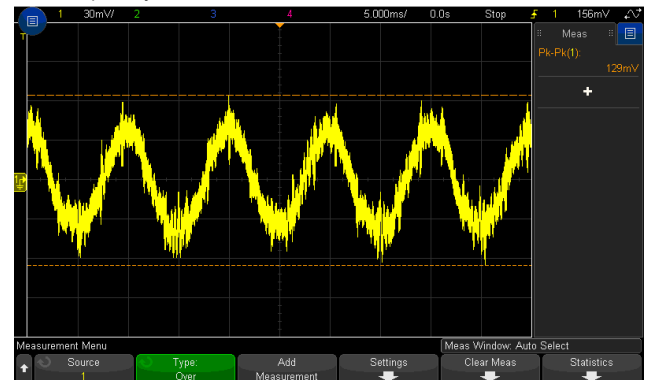 1 30mV/ 2 3 4 5.000ms/ 0.0s Stop 1 156mV
Meas
T
Pk-Pk(1):
129mV
1
Measurement Menu Meas Window: Auto Select
Source Type: Add Settings Clear Meas Statistics
1 Over Measurement